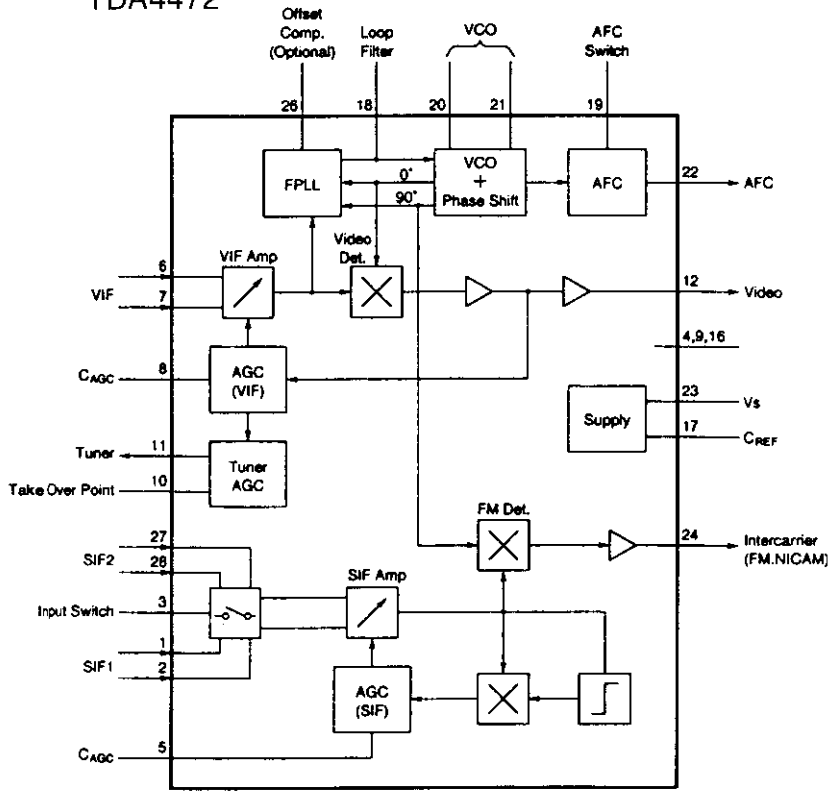 TDA4472
Offset
Comp.
(Optional)
Loop
Filter
VCO
AFC
Switch
26
18
20
21
19
FPLL
0°
90°
VCO
+
Phase Shift
AFC
22
AFC
Video
Det.
VIF Amp
6
VIF
7
12
Video
4,9,16
8
CAGC
AGC
(VIF)
23
Vs
Supply
17
CREF
11
Tuner
Tuner
AGC
10
Take Over Point
FM Det.
27
SIF2
28
24
Intercarrier
(FM.NICAM)
SIF Amp
3
Input Switch
1
SIF1
2
AGC
(SIF)
5
CAGC